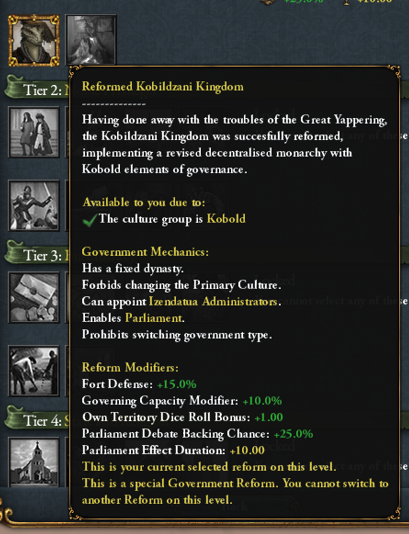 +25.0%
+10.00
Reformed Kobildzani Kingdom
--------------
Having done away with the troubles of the Great Yappering,
the Kobildzani Kingdom was succesfully reformed,
implementing a revised decentralised monarchy with
Kobold elements of governance.
Available to you due to:
The culture group is Kobold
Government Mechanics:
Has a fixed dynasty.
Forbids changing the Primary Culture.
Can appoint Izendatua Administrators.
Enables Parliament.
Prohibits switching government type.
Reform Modifiers:
Fort Defense: +15.0%
Governing Capacity Modifier: +10.0%
Own Territory Dice Roll Bonus: +1.00
Parliament Debate Backing Chance: +25.0%
Parliament Effect Duration: +10.00
This is your current selected reform on this level.
This is a special Government Reform. You cannot switch to
another Reform on this level.
Tier 2:
Tier 3:
Tier 4: